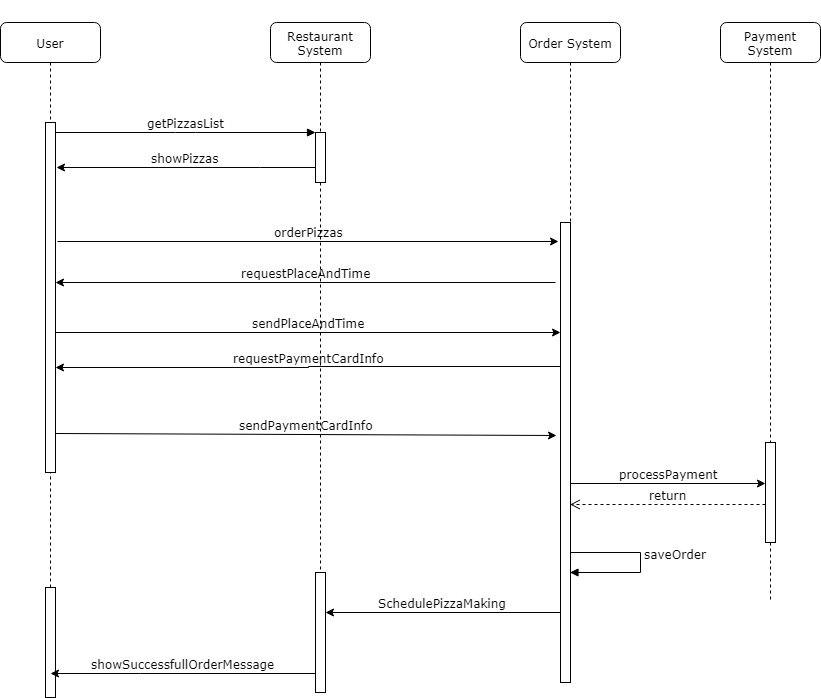 User
Restaurant
System
Order System
Payment
System
getPizzasList
showPizzas
orderPizzas
requestPlaceAndTime
sendPlaceAndTime
requestPaymentCardInfo
sendPaymentCardInfo
processPayment
return
saveOrder
SchedulePizzaMaking
showSuccessfullOrderMessage